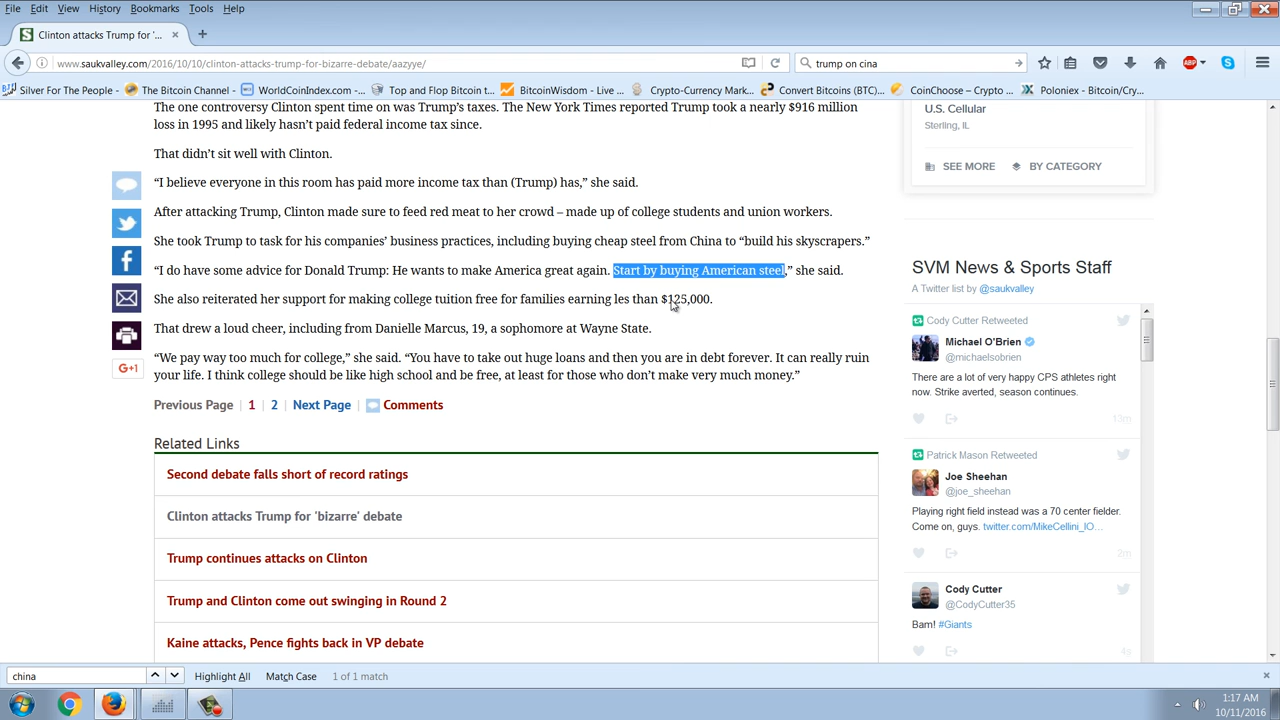 File Edit View History Bookmarks Tools Help
Clinton attacks Trump for '... × +
www.saukvalley.com/2016/10/10/clinton-attacks-trump-for-bizarre-debate/aazyye/
trump on cina
Silver For The People - The Bitcoin Channel - WorldCoinIndex.com - Top and Flop Bitcoin t... BitcoinWisdom - Live ... Crypto-Currency Mark... Convert Bitcoins (BTC)... CoinChoose – Crypto ... Poloniex - Bitcoin/Cry...
The one controversy Clinton spent time on was Trump’s taxes. The New York Times reported Trump took a nearly $916 million
loss in 1995 and likely hasn’t paid federal income tax since.
That didn’t sit well with Clinton.
“I believe everyone in this room has paid more income tax than (Trump) has,” she said.
After attacking Trump, Clinton made sure to feed red meat to her crowd – made up of college students and union workers.
She took Trump to task for his companies’ business practices, including buying cheap steel from China to “build his skyscrapers.”
“I do have some advice for Donald Trump: He wants to make America great again. Start by buying American steel,” she said.
She also reiterated her support for making college tuition free for families earning les than $125,000.
That drew a loud cheer, including from Danielle Marcus, 19, a sophomore at Wayne State.
“We pay way too much for college,” she said. “You have to take out huge loans and then you are in debt forever. It can really ruin
your life. I think college should be like high school and be free, at least for those who don’t make very much money.”
G+1
Previous Page | 1 2 Next Page | Comments
Related Links
Second debate falls short of record ratings
Clinton attacks Trump for 'bizarre' debate
Trump continues attacks on Clinton
Trump and Clinton come out swinging in Round 2
Kaine attacks, Pence fights back in VP debate
U.S. Cellular
Sterling, IL
SEE MORE BY CATEGORY
SVM News & Sports Staff
A Twitter list by @saukvalley
Cody Cutter Retweeted
Michael O'Brien
@michaelsobrien
There are a lot of very happy CPS athletes right
now. Strike averted, season continues.
13m
Patrick Mason Retweeted
Joe Sheehan
@joe_sheehan
Playing right field instead was a 70 center fielder.
Come on, guys. twitter.com/MikeCellini_IO…
2m
Cody Cutter
@CodyCutter35
Bam! #Giants
china Highlight All Match Case 1 of 1 match
1:17 AM
10/11/2016